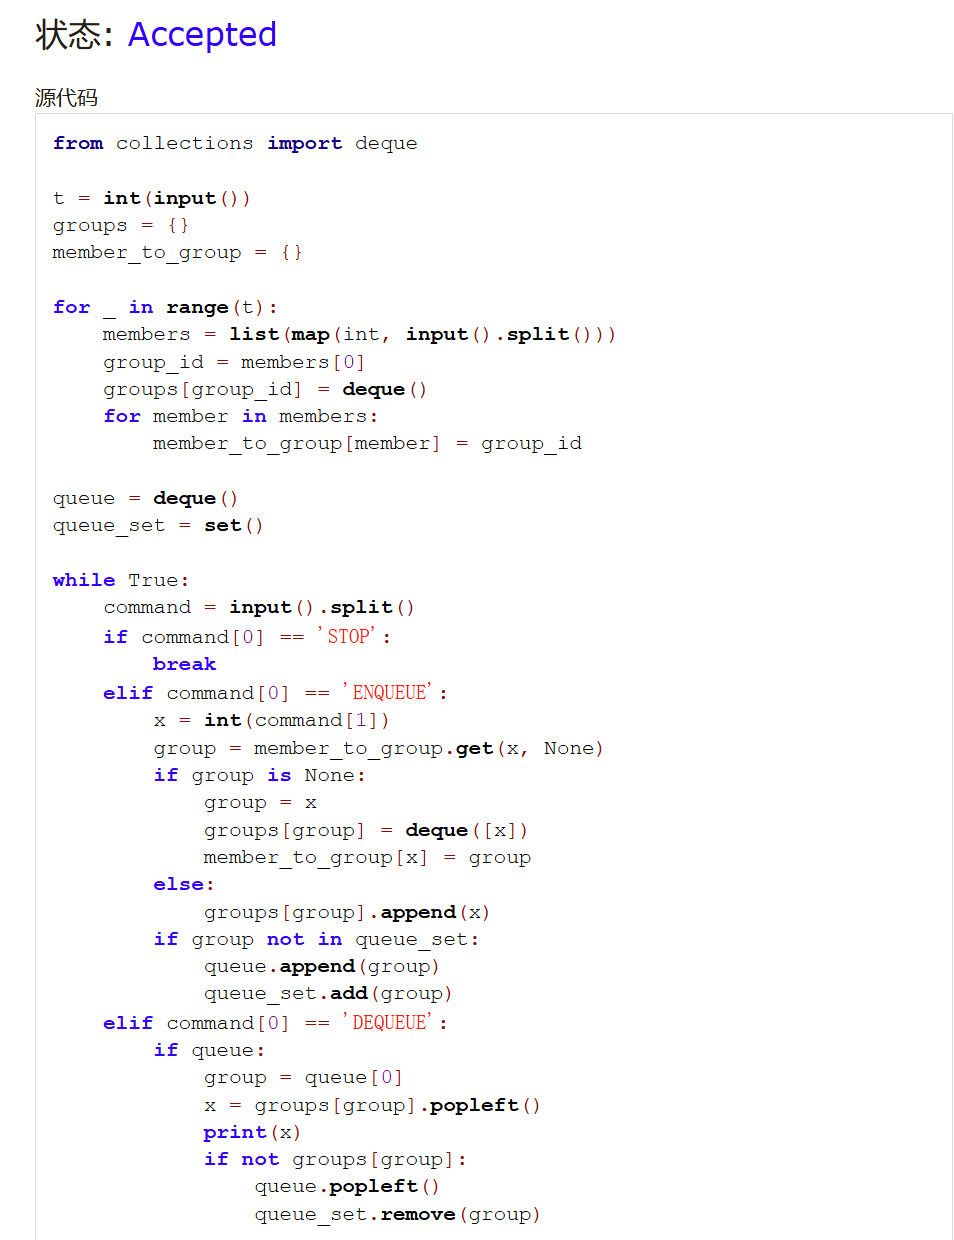 状态: Accepted
源代码
from collections import deque
t = int(input())
groups = {}
member_to_group = {}
for _ in range(t):
    members = list(map(int, input().split()))
    group_id = members[0]
    groups[group_id] = deque()
    for member in members:
        member_to_group[member] = group_id
queue = deque()
queue_set = set()
while True:
    command = input().split()
    if command[0] == 'STOP':
        break
    elif command[0] == 'ENQUEUE':
        x = int(command[1])
        group = member_to_group.get(x, None)
        if group is None:
            group = x
            groups[group] = deque([x])
            member_to_group[x] = group
        else:
            groups[group].append(x)
        if group not in queue_set:
            queue.append(group)
            queue_set.add(group)
    elif command[0] == 'DEQUEUE':
        if queue:
            group = queue[0]
            x = groups[group].popleft()
            print(x)
            if not groups[group]:
                queue.popleft()
                queue_set.remove(group)